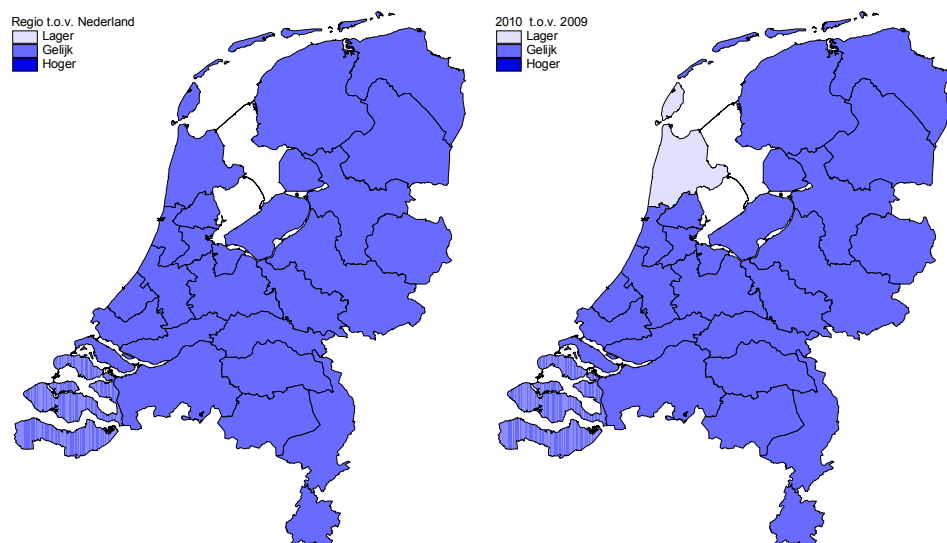 Regio t.o.v. Nederland
Lager
Gelijk
Hoger
2010 t.o.v. 2009
Lager
Gelijk
Hoger